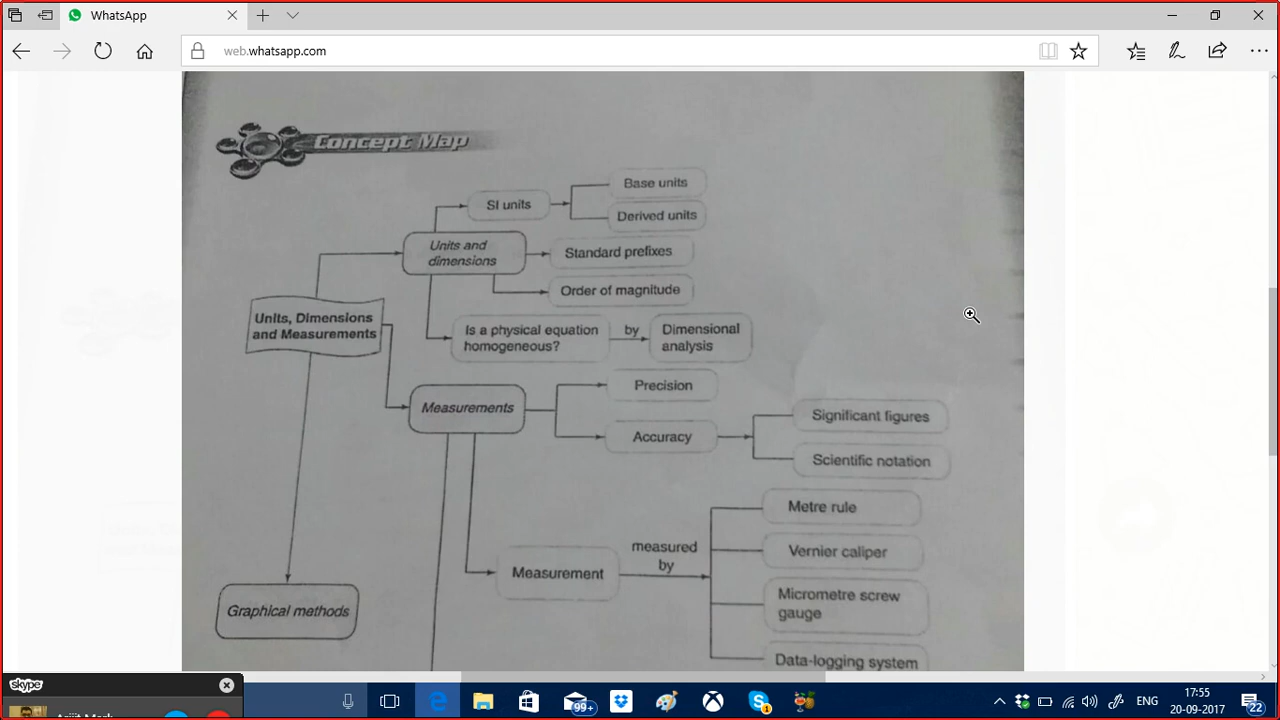 WhatsApp
web.whatsapp.com
Concept Map
SI units
Base units
Derived units
Units and
dimensions
Standard prefixes
Order of magnitude
Units, Dimensions
and Measurements
Is a physical equation
homogeneous?
by
Dimensional
analysis
Measurements
Precision
Accuracy
Significant figures
Scientific notation
Metre rule
measured
by
Vernier caliper
Measurement
Micrometre screw
gauge
Graphical methods
Data-logging system
skype
99+
1
ENG
17:55
20-09-2017
22